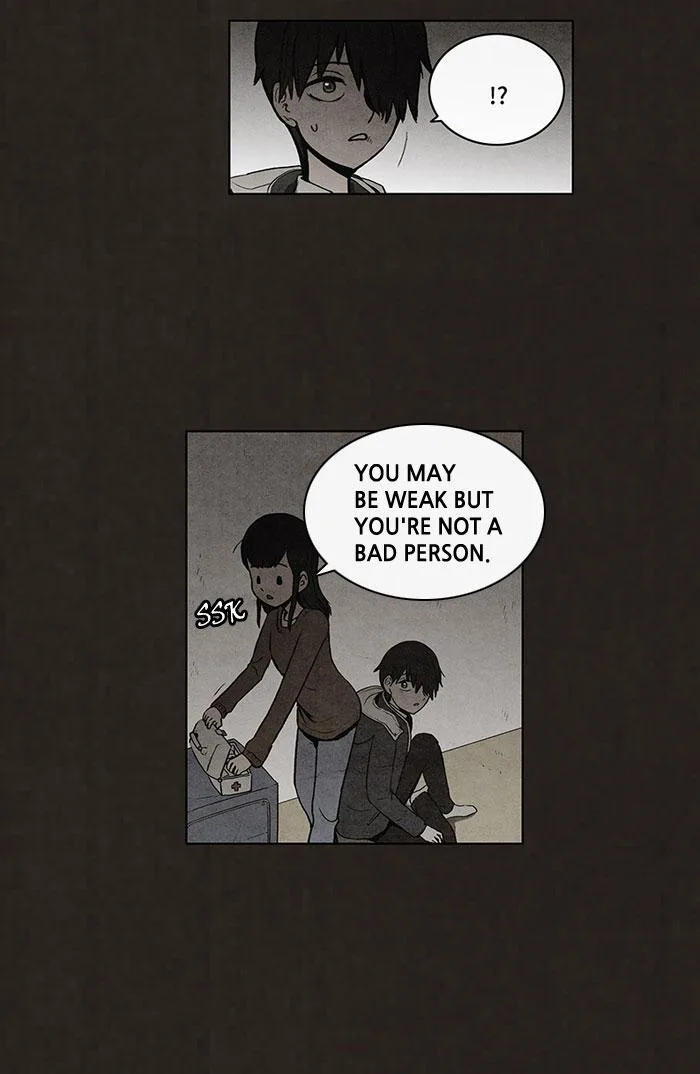 !?
YOU MAY
BE WEAK BUT
YOU'RE NOT A
BAD PERSON.
SSK